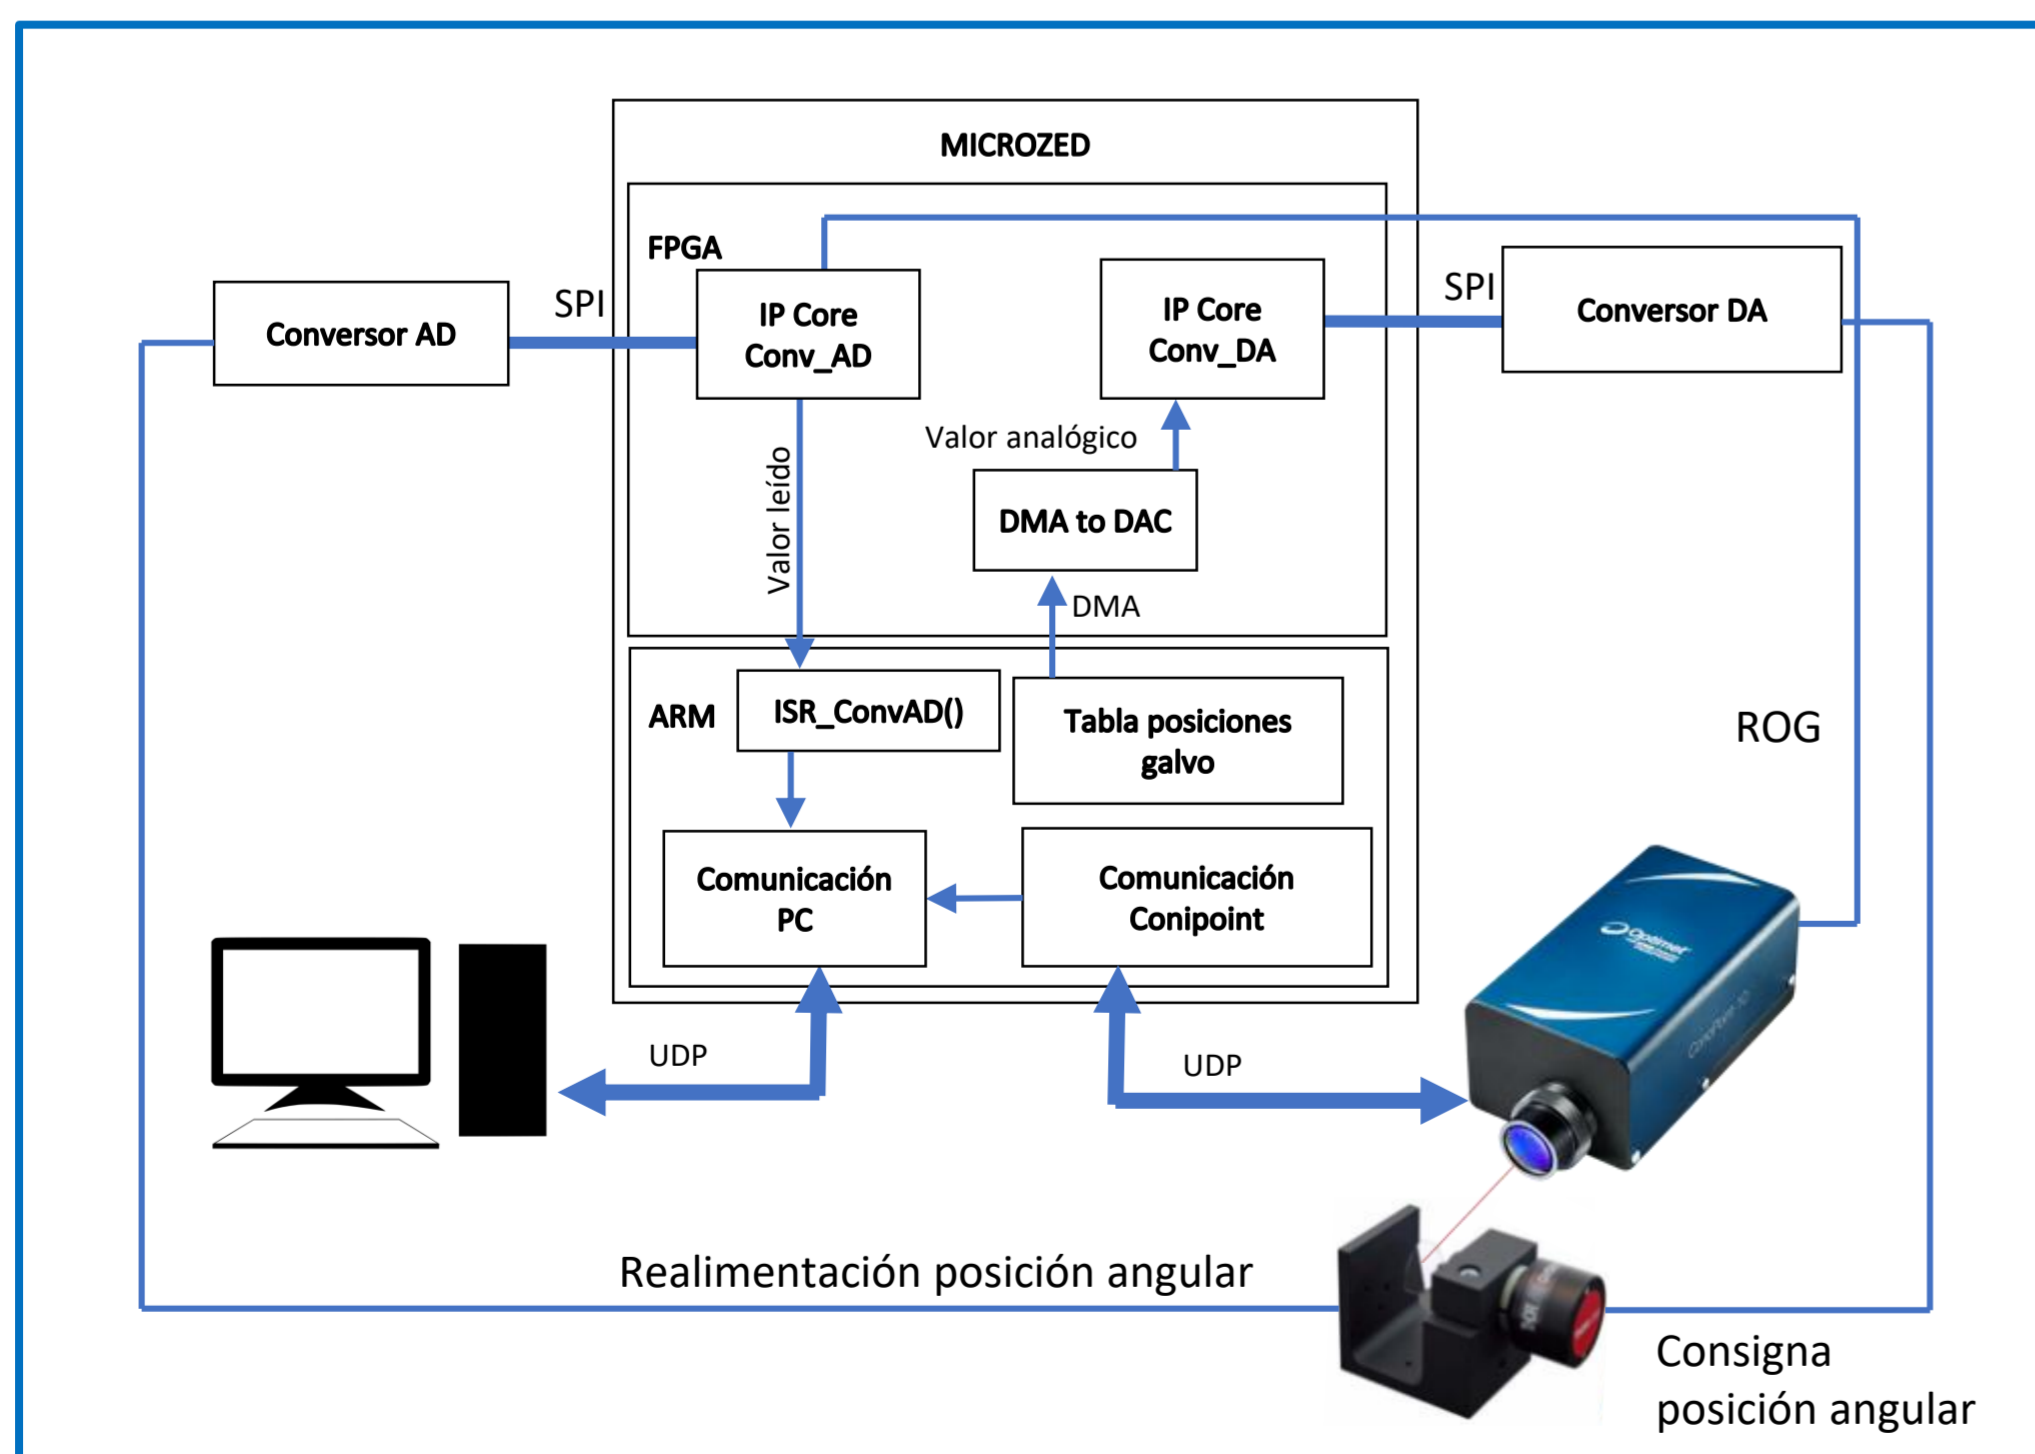 MICROZED
FPGA
Conversor AD
SPI
IP Core
Conv_AD
IP Core
Conv_DA
SPI
Conversor DA
Valor leído
Valor analógico
DMA to DAC
DMA
ARM
ISR_ConvAD()
Tabla posiciones
galvo
ROG
Comunicación
PC
Comunicación
Conipoint
Optimet
UDP
UDP
Realimentación posición angular
Consigna
posición angular